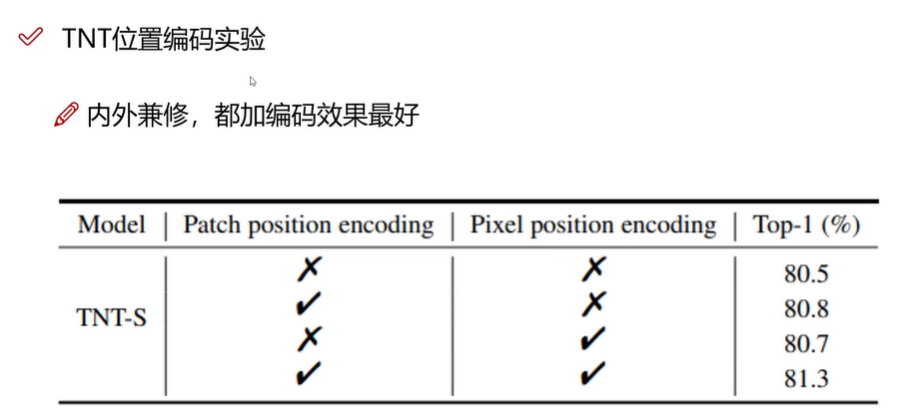 TNT位置编码实验
内外兼修，都加编码效果最好
Model Patch position encoding Pixel position encoding Top-1 (%)
✗ ✗ 80.5
✔ ✗ 80.8
TNT-S
✗ ✔ 80.7
✔ ✔ 81.3